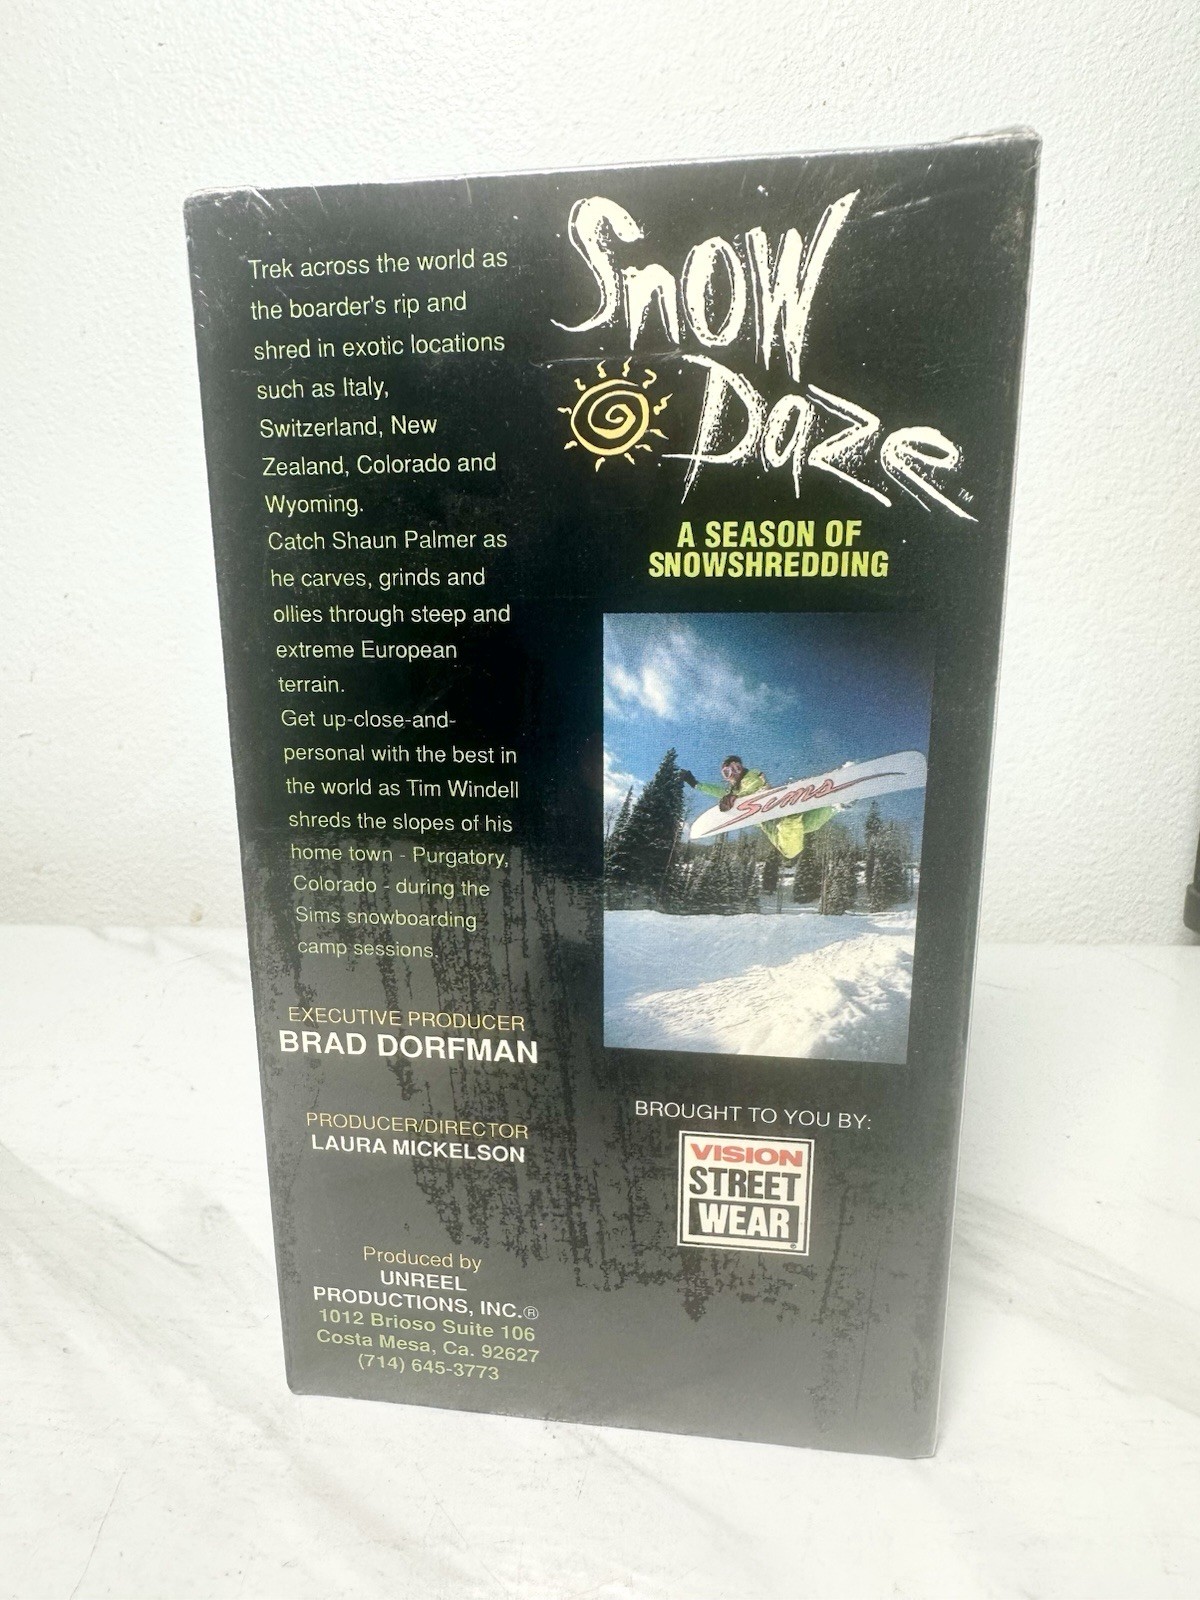 Snow
Daze™
A SEASON OF
SNOWSHREDDING
Trek across the world as
the boarder's rip and
shred in exotic locations
such as Italy,
Switzerland, New
Zealand, Colorado and
Wyoming.
Catch Shaun Palmer as
he carves, grinds and
ollies through steep and
extreme European
terrain.
Get up-close-and-
personal with the best in
the world as Tim Windell
shreds the slopes of his
home town - Purgatory,
Colorado - during the
Sims snowboarding
camp sessions.
EXECUTIVE PRODUCER
BRAD DORFMAN
PRODUCER/DIRECTOR
LAURA MICKELSON
Produced by
UNREEL
PRODUCTIONS, INC.®
1012 Brioso Suite 106
Costa Mesa, Ca. 92627
(714) 645-3773
Sims
BROUGHT TO YOU BY:
VISION
STREET
WEAR®